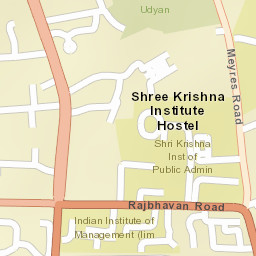 Udyan
Shree Krishna
Institute
Hostel
Meyres Road
Shri Krishna
Inst of
Public Admin
Rajbhavan Road
Indian Institute of
Management (Iim